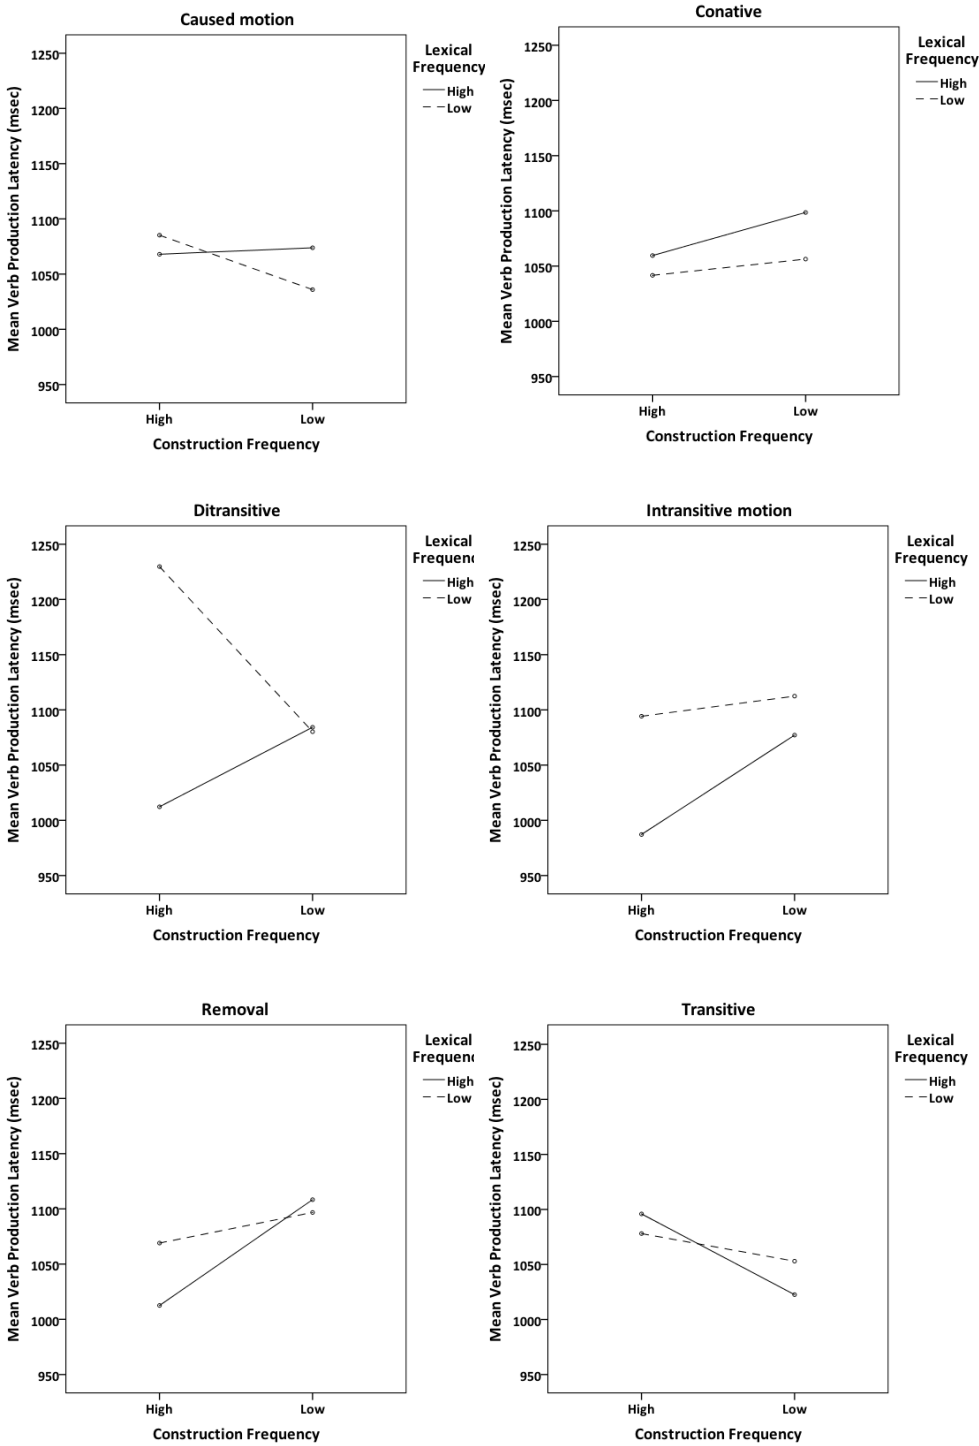 Caused motion
Mean Verb Production Latency (msec)
1250
1200
1150
1100
1050
1000
950
High
Low
Construction Frequency
Lexical
Frequency
High
Low
Conative
Mean Verb Production Latency (msec)
1250
1200
1150
1100
1050
1000
950
High
Low
Construction Frequency
Lexical
Frequency
High
Low
Ditransitive
Mean Verb Production Latency (msec)
1250
1200
1150
1100
1050
1000
950
High
Low
Construction Frequency
Lexical
Frequen
High
Low
Intransitive motion
Mean Verb Production Latency (msec)
1250
1200
1150
1100
1050
1000
950
High
Low
Construction Frequency
Lexical
Frequency
High
Low
Removal
Mean Verb Production Latency (msec)
1250
1200
1150
1100
1050
1000
950
High
Low
Construction Frequency
Lexical
Frequen
High
Low
Transitive
Mean Verb Production Latency (msec)
1250
1200
1150
1100
1050
1000
950
High
Low
Construction Frequency
Lexical
Frequency
High
Low